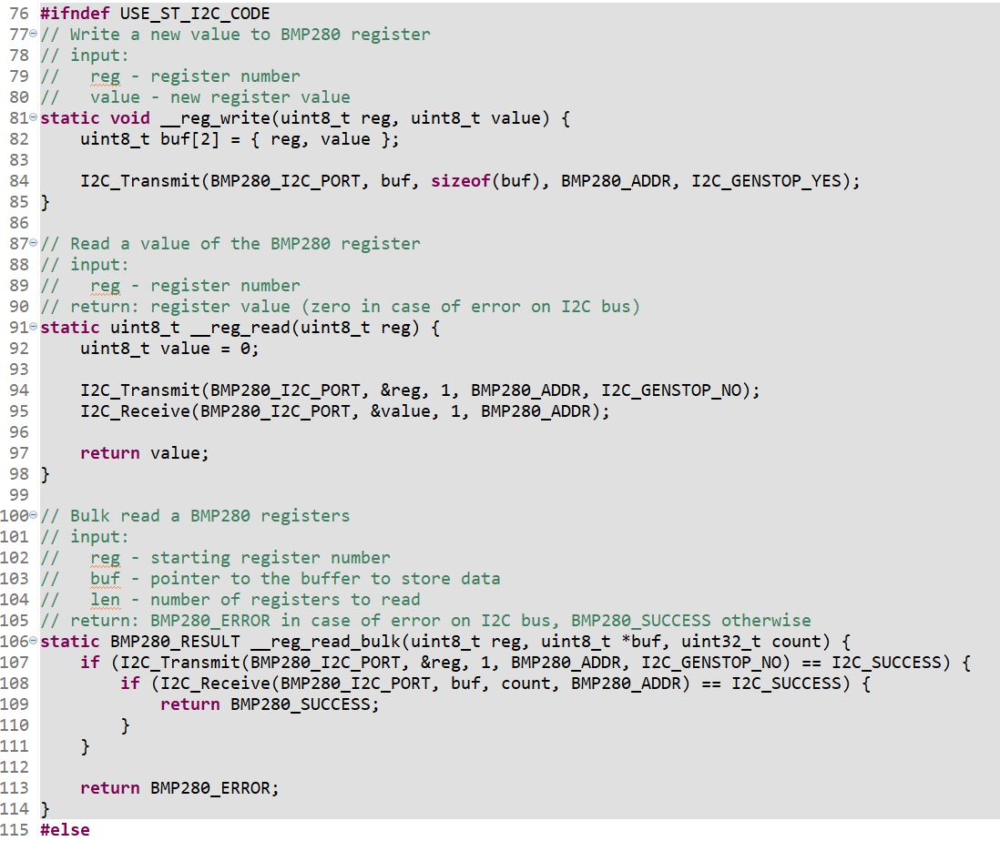 76 #ifndef USE_ST_I2C_CODE
77 // Write a new value to BMP280 register
78 // input:
79 //   reg - register number
80 //   value - new register value
81 static void __reg_write(uint8_t reg, uint8_t value) {
82     uint8_t buf[2] = { reg, value };
83
84     I2C_Transmit(BMP280_I2C_PORT, buf, sizeof(buf), BMP280_ADDR, I2C_GENSTOP_YES);
85 }
86
87 // Read a value of the BMP280 register
88 // input:
89 //   reg - register number
90 // return: register value (zero in case of error on I2C bus)
91 static uint8_t __reg_read(uint8_t reg) {
92     uint8_t value = 0;
93
94     I2C_Transmit(BMP280_I2C_PORT, &reg, 1, BMP280_ADDR, I2C_GENSTOP_NO);
95     I2C_Receive(BMP280_I2C_PORT, &value, 1, BMP280_ADDR);
96
97     return value;
98 }
99
100 // Bulk read a BMP280 registers
101 // input:
102 //   reg - starting register number
103 //   buf - pointer to the buffer to store data
104 //   len - number of registers to read
105 // return: BMP280_ERROR in case of error on I2C bus, BMP280_SUCCESS otherwise
106 static BMP280_RESULT __reg_read_bulk(uint8_t reg, uint8_t *buf, uint32_t count) {
107     if (I2C_Transmit(BMP280_I2C_PORT, &reg, 1, BMP280_ADDR, I2C_GENSTOP_NO) == I2C_SUCCESS) {
108         if (I2C_Receive(BMP280_I2C_PORT, buf, count, BMP280_ADDR) == I2C_SUCCESS) {
109             return BMP280_SUCCESS;
110         }
111     }
112
113     return BMP280_ERROR;
114 }
115 #else